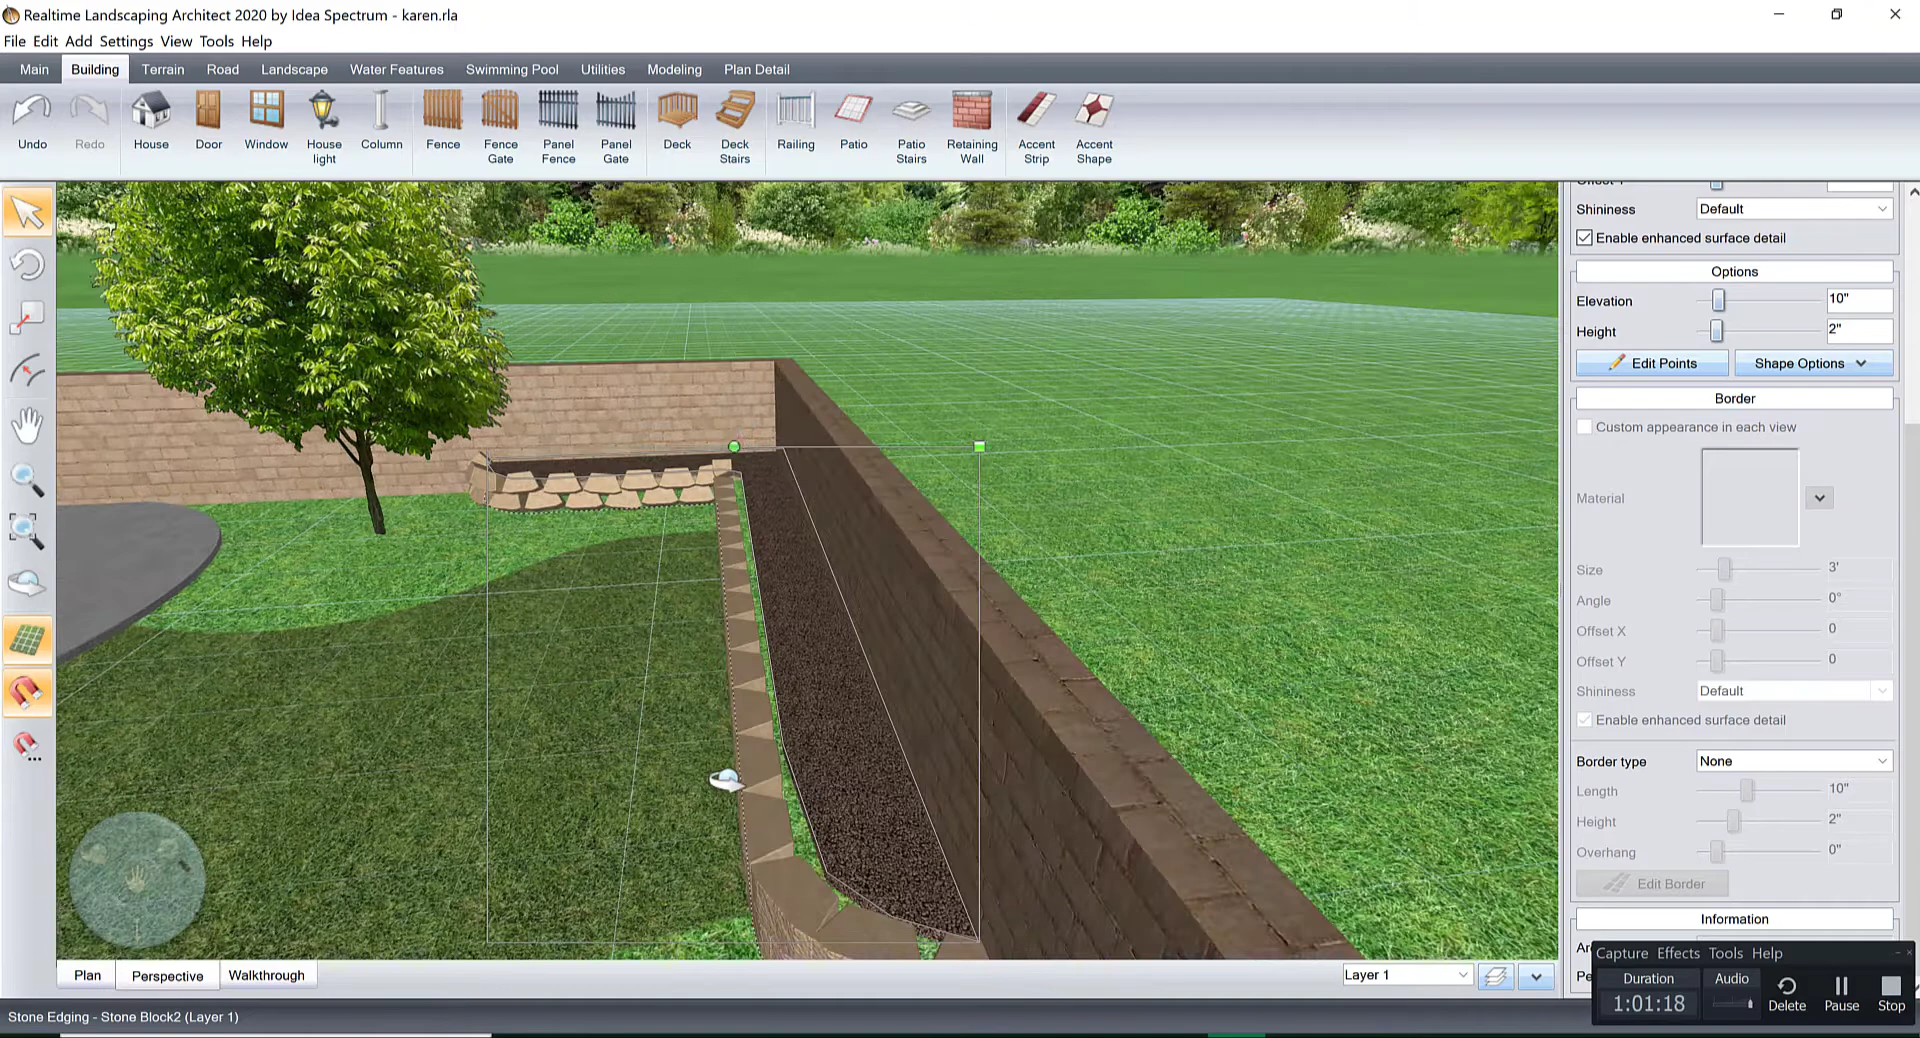 Realtime Landscaping Architect 2020 by Idea Spectrum - karen.rla
File Edit Add Settings View Tools Help
Main Building Terrain Road Landscape Water Features Swimming Pool Utilities Modeling Plan Detail
Undo Redo House Door Window House light Column Fence Fence Gate Panel Fence Panel Gate Deck Deck Stairs Railing Patio Patio Stairs Retaining Wall Accent Strip Accent Shape
Shininess Default
Enable enhanced surface detail
Options
Elevation 10"
Height 2"
Edit Points Shape Options
Border
Custom appearance in each view
Material
Size 3'
Angle 0°
Offset X 0
Offset Y 0
Shininess Default
Enable enhanced surface detail
Border type None
Length 10"
Height 2"
Overhang 0"
Edit Border
Information
Capture Effects Tools Help
Duration Audio
1:01:18 Delete Pause Stop
Plan Perspective Walkthrough
Layer 1
Stone Edging - Stone Block2 (Layer 1)